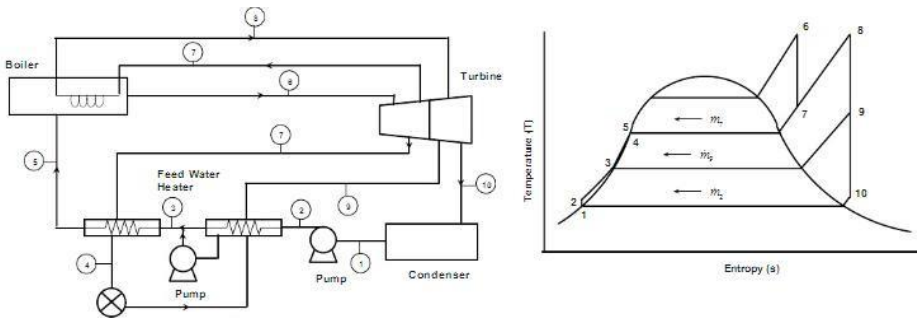 8
7
Boiler
Turbine
6
7
5
Feed Water
Heater
3
2
9
10
4
1
Pump
Pump
Condenser
Temperature (T)
6
8
7
9
5
4
3
2
1
10
Entropy (s)